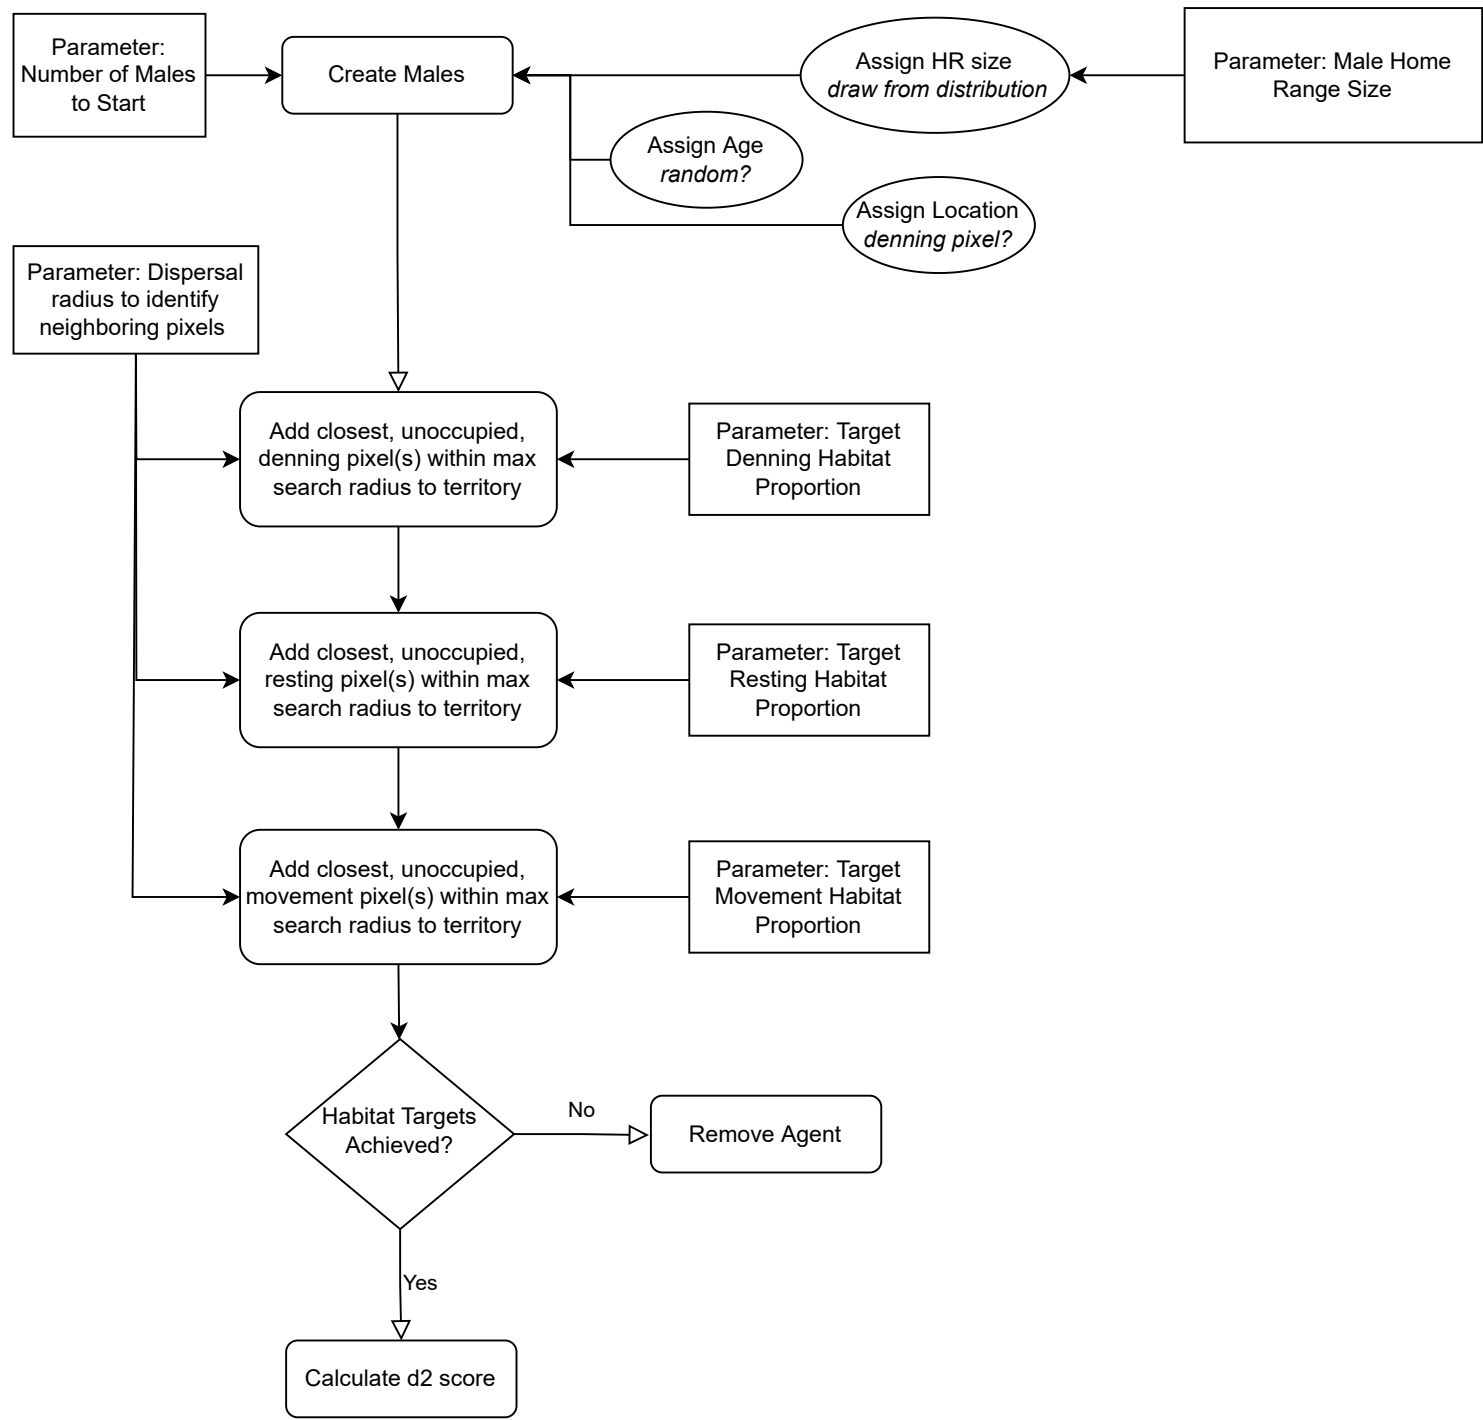 Parameter:
Number of Males
to Start
Create Males
Assign HR size
draw from distribution
Parameter: Male Home
Range Size
Assign Age
random?
Assign Location
denning pixel?
Parameter: Dispersal
radius to identify
neighboring pixels
Add closest, unoccupied,
denning pixel(s) within max
search radius to territory
Parameter: Target
Denning Habitat
Proportion
Add closest, unoccupied,
resting pixel(s) within max
search radius to territory
Parameter: Target
Resting Habitat
Proportion
Add closest, unoccupied,
movement pixel(s) within max
search radius to territory
Parameter: Target
Movement Habitat
Proportion
Habitat Targets
Achieved?
No
Remove Agent
Yes
Calculate d2 score